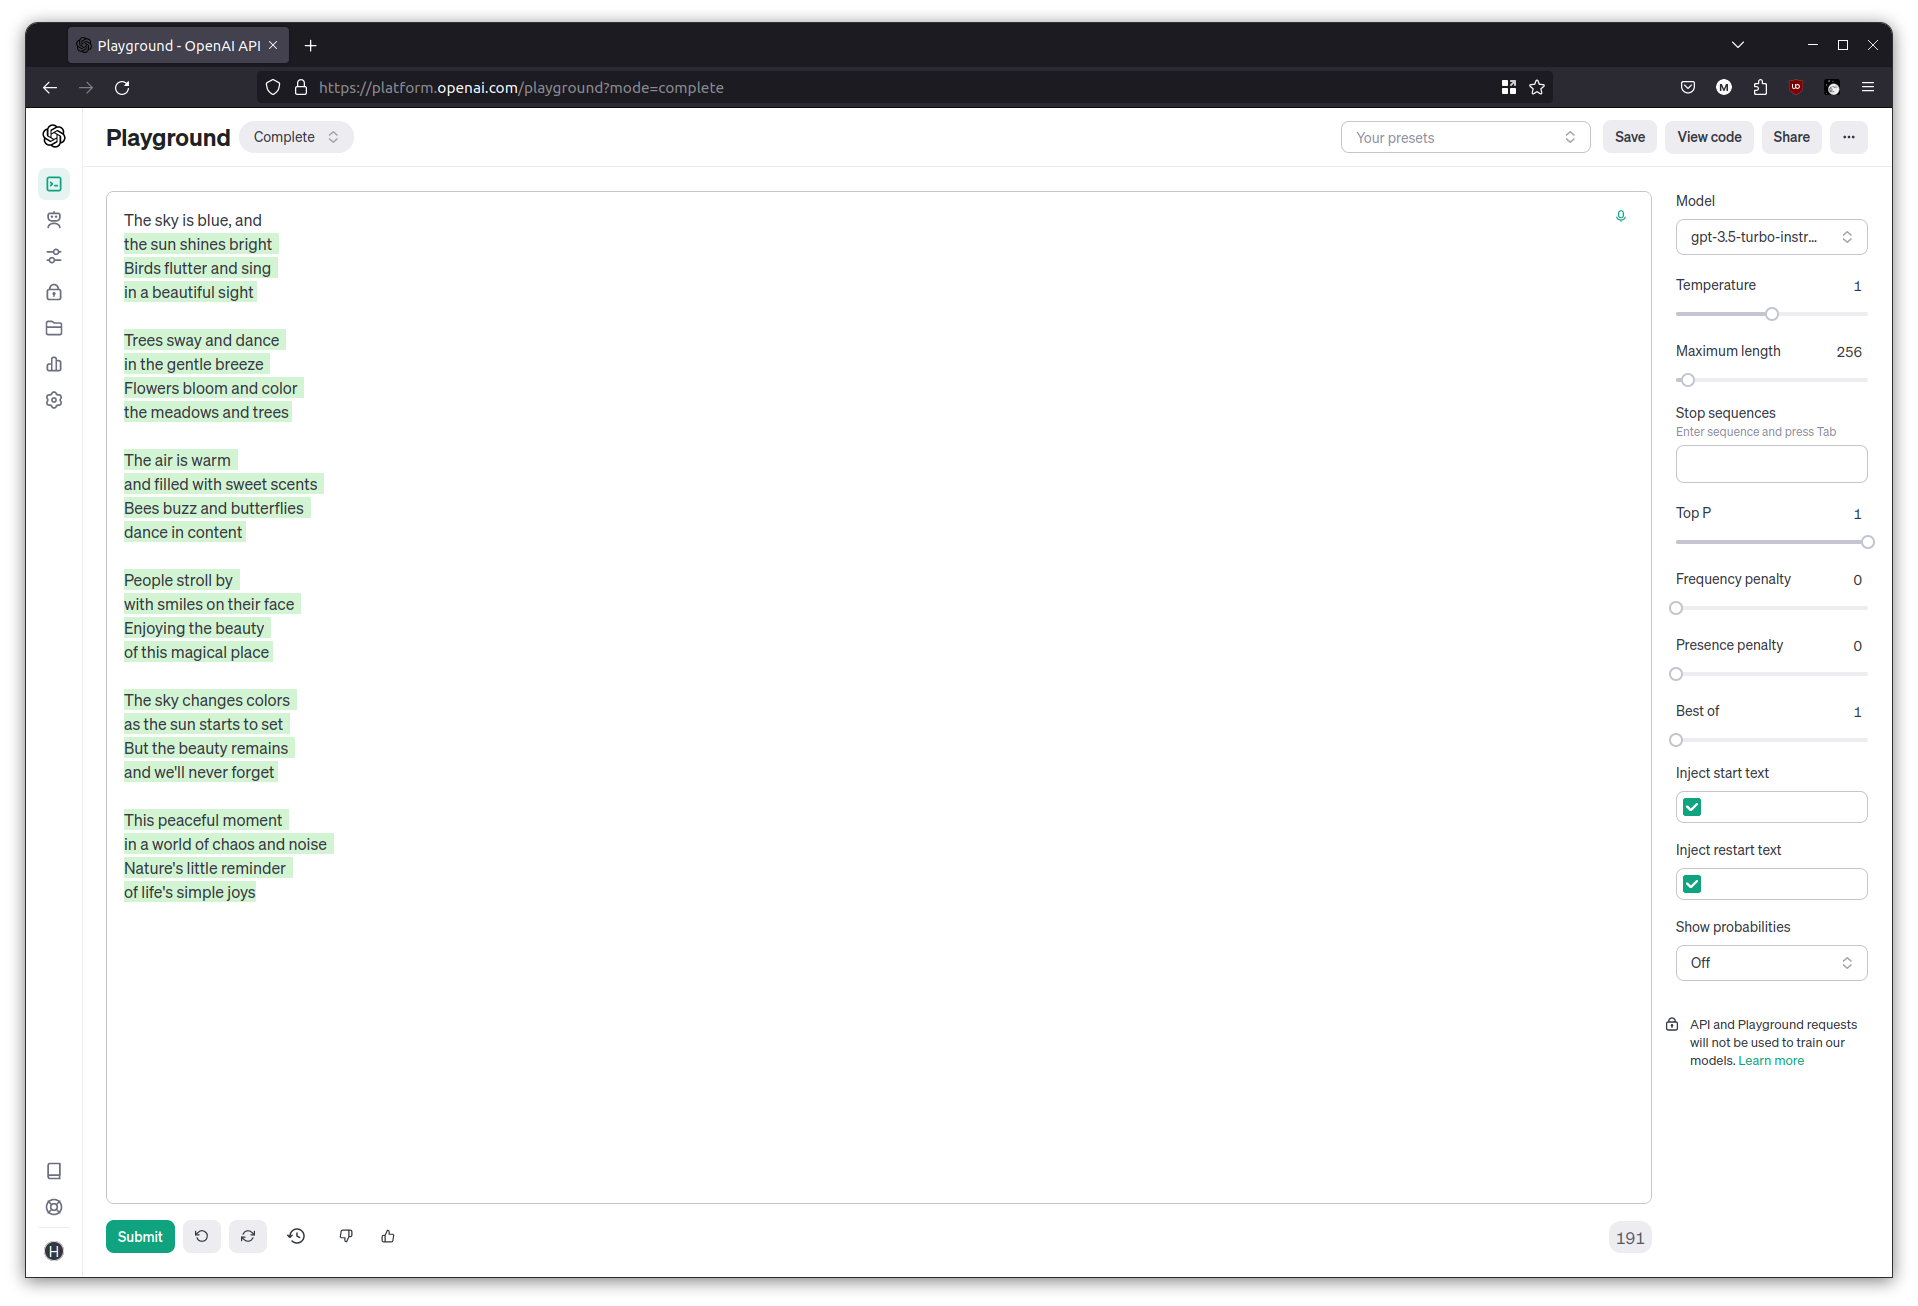 Playground - OpenAI API
https://platform.openai.com/playground?mode=complete
Playground
Complete
Your presets
Save
View code
Share
The sky is blue, and
the sun shines bright
Birds flutter and sing
in a beautiful sight
Trees sway and dance
in the gentle breeze
Flowers bloom and color
the meadows and trees
The air is warm
and filled with sweet scents
Bees buzz and butterflies
dance in content
People stroll by
with smiles on their face
Enjoying the beauty
of this magical place
The sky changes colors
as the sun starts to set
But the beauty remains
and we'll never forget
This peaceful moment
in a world of chaos and noise
Nature's little reminder
of life's simple joys
Model
gpt-3.5-turbo-instr...
Temperature 1
Maximum length 256
Stop sequences
Enter sequence and press Tab
Top P 1
Frequency penalty 0
Presence penalty 0
Best of 1
Inject start text
Inject restart text
Show probabilities
Off
API and Playground requests
will not be used to train our
models. Learn more
Submit
191
H
M